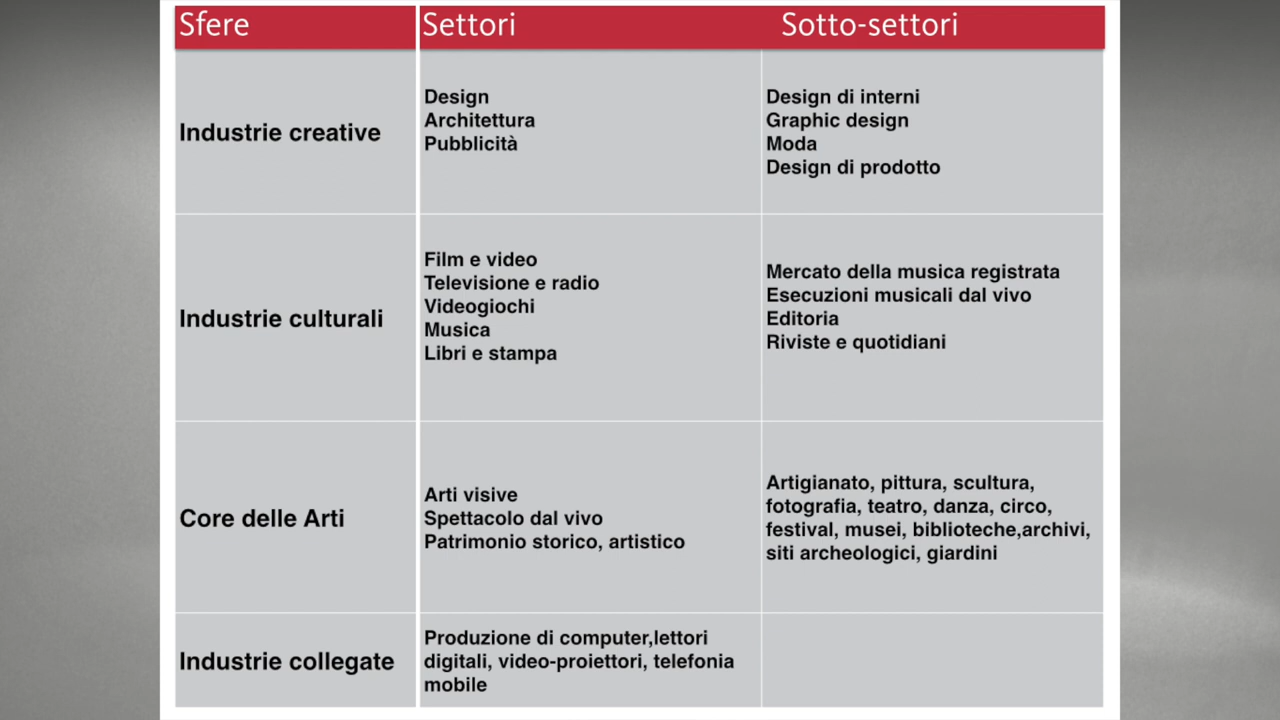 Sfere Settori Sotto-settori
Industrie creative
Design
Architettura
Pubblicità
Design di interni
Graphic design
Moda
Design di prodotto
Industrie culturali
Film e video
Televisione e radio
Videogiochi
Musica
Libri e stampa
Mercato della musica registrata
Esecuzioni musicali dal vivo
Editoria
Riviste e quotidiani
Core delle Arti
Arti visive
Spettacolo dal vivo
Patrimonio storico, artistico
Artigianato, pittura, scultura,
fotografia, teatro, danza, circo,
festival, musei, biblioteche,archivi,
siti archeologici, giardini
Industrie collegate
Produzione di computer,lettori
digitali, video-proiettori, telefonia
mobile